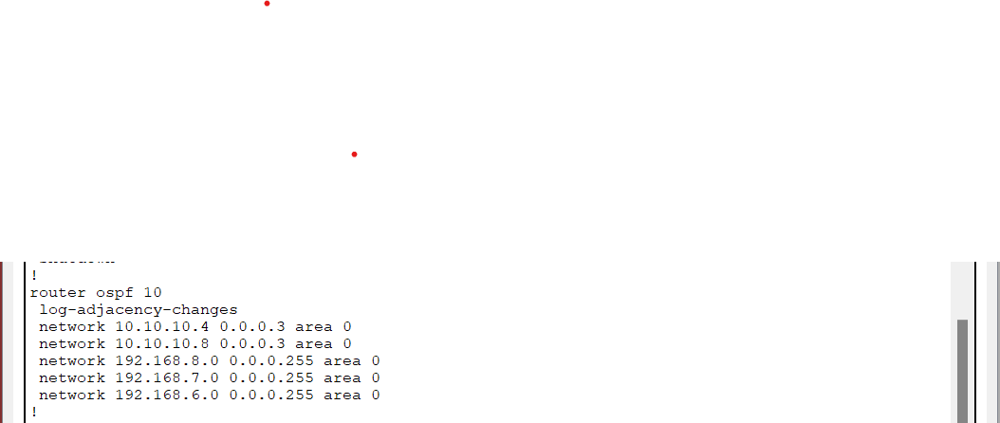 !
router ospf 10
log-adjacency-changes
network 10.10.10.4 0.0.0.3 area 0
network 10.10.10.8 0.0.0.3 area 0
network 192.168.8.0 0.0.0.255 area 0
network 192.168.7.0 0.0.0.255 area 0
network 192.168.6.0 0.0.0.255 area 0
!